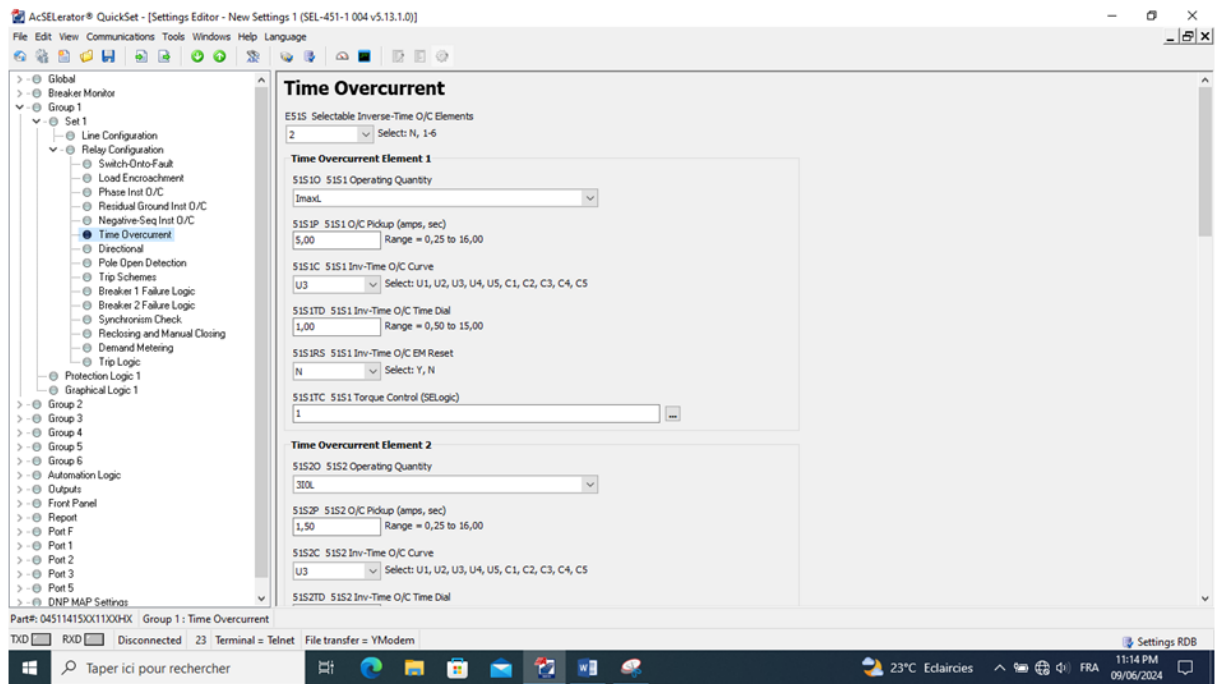 AcSELerator® QuickSet - [Settings Editor - New Settings 1 (SEL-451-1 004 v5.13.1.0)]
File Edit View Communications Tools Windows Help Language
Global
Breaker Monitor
Group 1
Set 1
Line Configuration
Relay Configuration
Switch-Onto-Fault
Load Encroachment
Phase Inst O/C
Residual Ground Inst O/C
Negative-Seq Inst O/C
Time Overcurrent
Directional
Pole Open Detection
Trip Schemes
Breaker 1 Failure Logic
Breaker 2 Failure Logic
Synchronism Check
Reclosing and Manual Closing
Demand Metering
Trip Logic
Protection Logic 1
Graphical Logic 1
Group 2
Group 3
Group 4
Group 5
Group 6
Automation Logic
Outputs
Front Panel
Report
Port F
Port 1
Port 2
Port 3
Port 5
DNP MAP Settings
Time Overcurrent
E51S Selectable Inverse-Time O/C Elements
2 Select: N, 1-6
Time Overcurrent Element 1
51S1O 51S1 Operating Quantity
ImaxL
51S1P 51S1 O/C Pickup (amps, sec)
5,00 Range = 0,25 to 16,00
51S1C 51S1 Inv-Time O/C Curve
U3 Select: U1, U2, U3, U4, U5, C1, C2, C3, C4, C5
51S1TD 51S1 Inv-Time O/C Time Dial
1,00 Range = 0,50 to 15,00
51S1RS 51S1 Inv-Time O/C EM Reset
N Select: Y, N
51S1TC 51S1 Torque Control (SELogic)
1 ...
Time Overcurrent Element 2
51S2O 51S2 Operating Quantity
3I0L
51S2P 51S2 O/C Pickup (amps, sec)
1,50 Range = 0,25 to 16,00
51S2C 51S2 Inv-Time O/C Curve
U3 Select: U1, U2, U3, U4, U5, C1, C2, C3, C4, C5
51S2TD 51S2 Inv-Time O/C Time Dial
Part#: 04511415XX11XXHX Group 1 : Time Overcurrent
TXD RXD Disconnected 23 Terminal = Telnet File transfer = YModem Settings RDB
Taper ici pour rechercher 23°C Eclaircies FRA 11:14 PM
09/06/2024